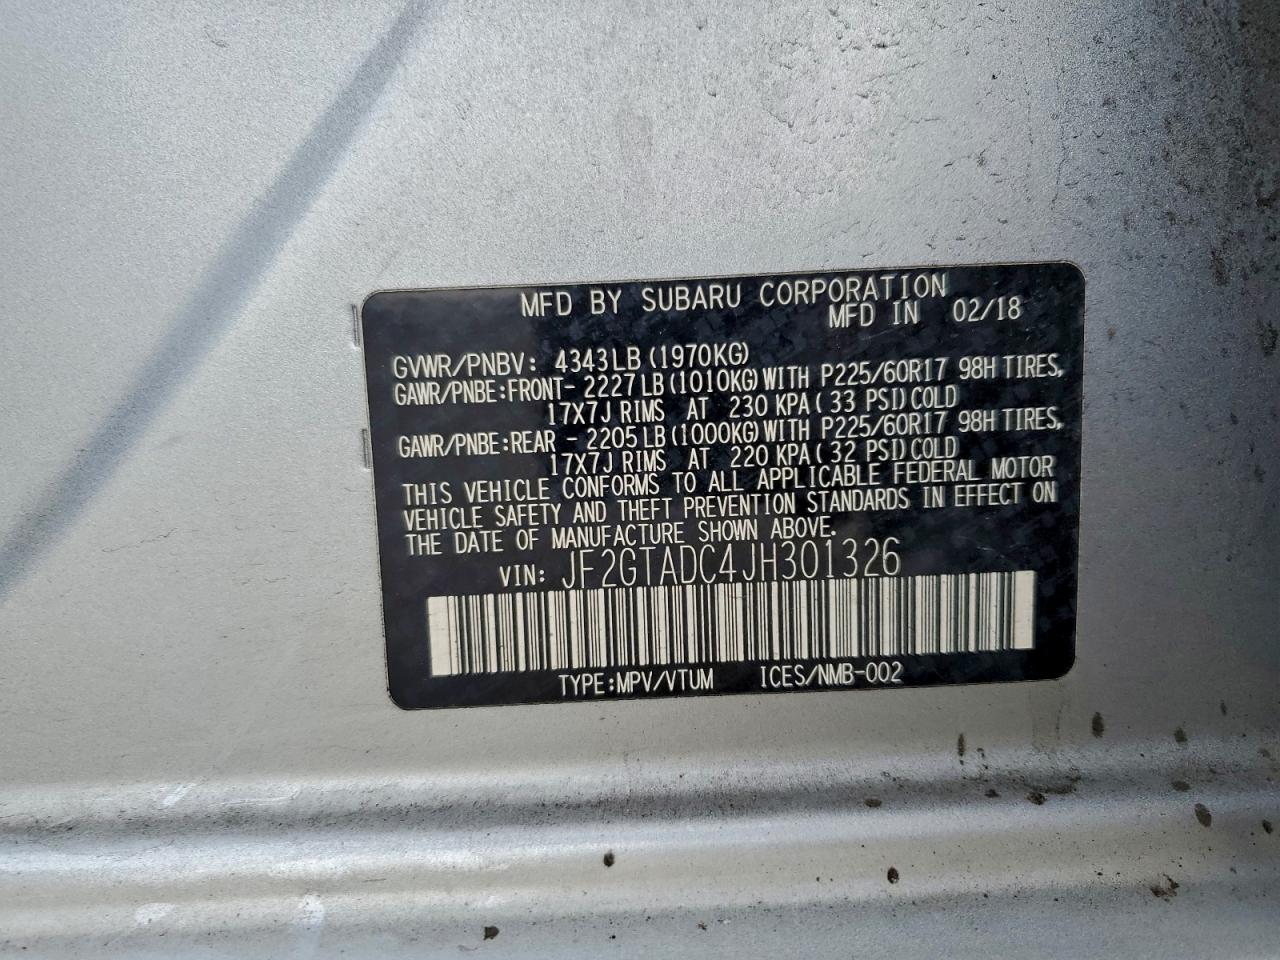 MFD BY SUBARU CORPORATION
MFD IN 02/18
GVWR/PNBV: 4343LB (1970KG)
GAWR/PNBE:FRONT- 2227LB (1010KG) WITH P225/60R17 98H TIRES,
17X7J RIMS AT 230 KPA ( 33 PSI) COLD
GAWR/PNBE:REAR - 2205LB (1000KG) WITH P225/60R17 98H TIRES,
17X7J RIMS AT 220 KPA ( 32 PSI) COLD
THIS VEHICLE CONFORMS TO ALL APPLICABLE FEDERAL MOTOR
VEHICLE SAFETY AND THEFT PREVENTION STANDARDS IN EFFECT ON
THE DATE OF MANUFACTURE SHOWN ABOVE.
VIN: JF2GTADC4JH301326
TYPE:MPV/VTUM ICES/NMB-002